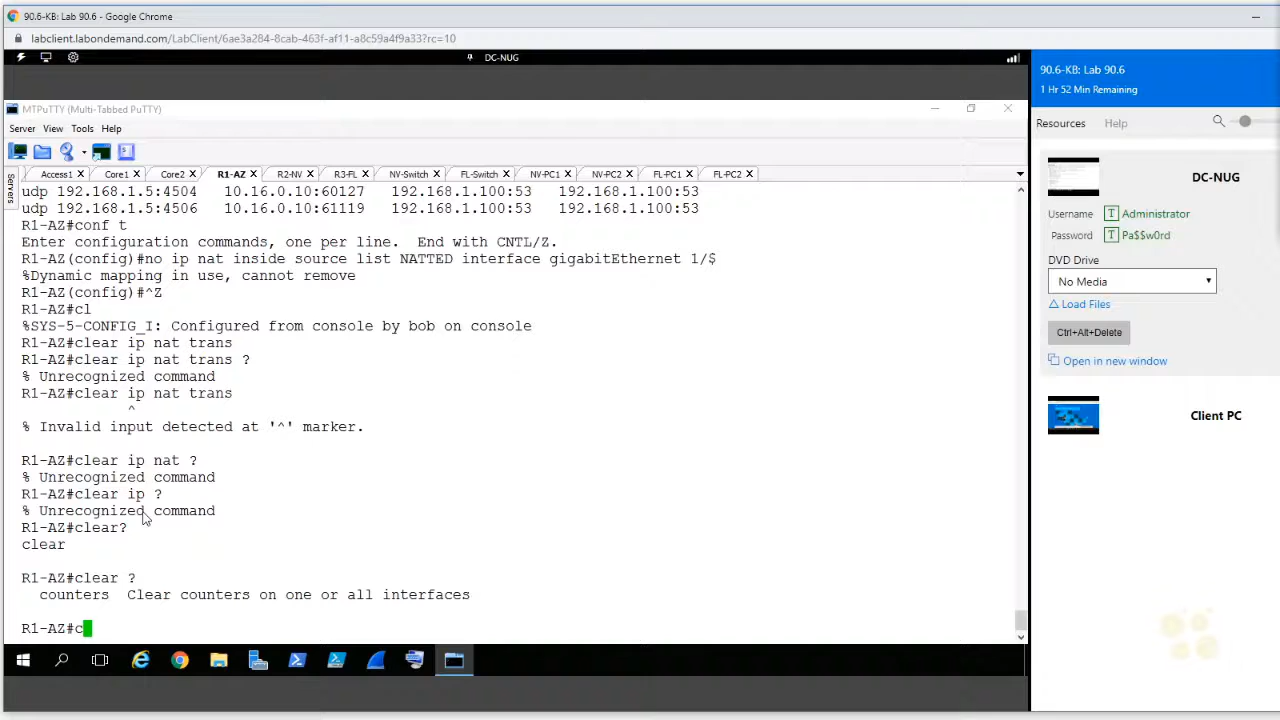 90.6-KB: Lab 90.6 - Google Chrome
labclient.labondemand.com/LabClient/6ae3a284-8cab-463f-af11-a8c59a4f9a33?rc=10
DC-NUG
MTPuTTY (Multi-Tabbed PuTTY)
Server View Tools Help
Servers
Access1 Core1 Core2 R1-AZ R2-NV R3-FL NV-Switch FL-Switch NV-PC1 NV-PC2 FL-PC1 FL-PC2
udp 192.168.1.5:4504 10.16.0.10:60127 192.168.1.100:53 192.168.1.100:53
udp 192.168.1.5:4506 10.16.0.10:61119 192.168.1.100:53 192.168.1.100:53
R1-AZ#conf t
Enter configuration commands, one per line. End with CNTL/Z.
R1-AZ(config)#no ip nat inside source list NATTED interface gigabitEthernet 1/$
%Dynamic mapping in use, cannot remove
R1-AZ(config)#^Z
R1-AZ#cl
%SYS-5-CONFIG_I: Configured from console by bob on console
R1-AZ#clear ip nat trans
R1-AZ#clear ip nat trans ?
% Unrecognized command
R1-AZ#clear ip nat trans
^
% Invalid input detected at '^' marker.
R1-AZ#clear ip nat ?
% Unrecognized command
R1-AZ#clear ip ?
% Unrecognized command
R1-AZ#clear?
clear
R1-AZ#clear ?
counters Clear counters on one or all interfaces
R1-AZ#c
90.6-KB: Lab 90.6
1 Hr 52 Min Remaining
Resources Help
DC-NUG
Username T Administrator
Password T Pa$$w0rd
DVD Drive
No Media
Load Files
Ctrl+Alt+Delete
Open in new window
Client PC